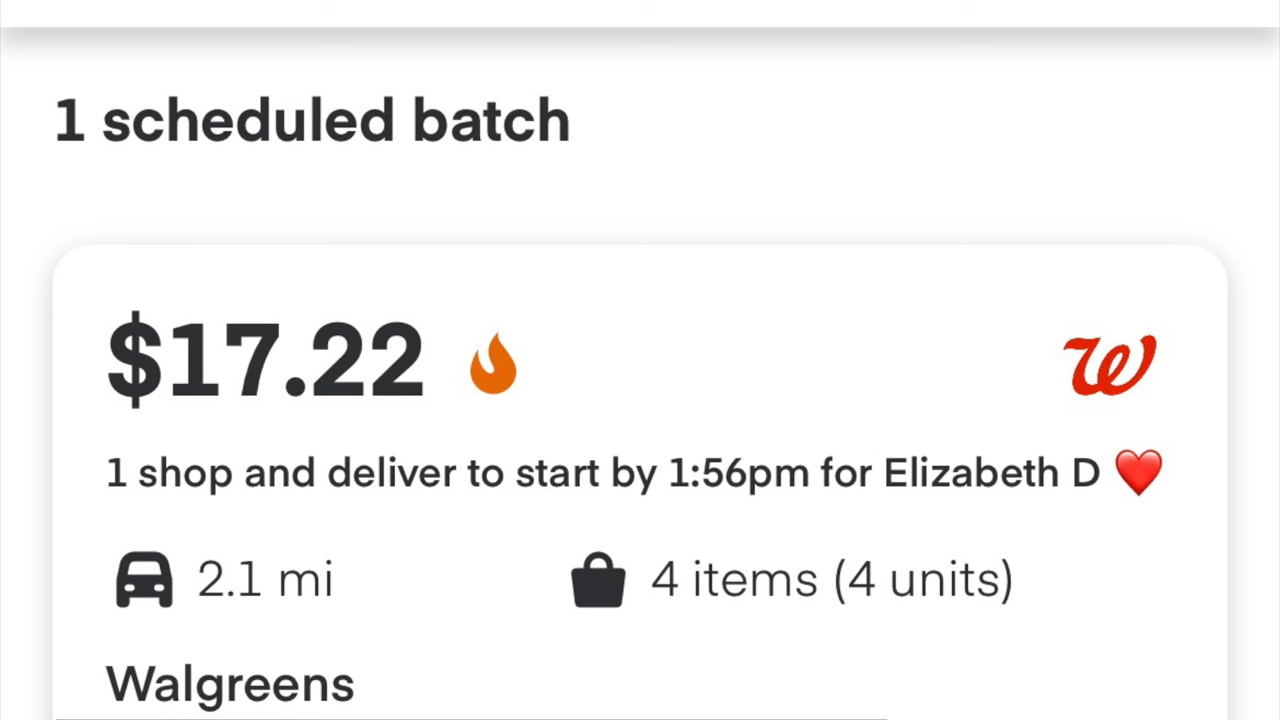 1 scheduled batch
$17.22
1 shop and deliver to start by 1:56pm for Elizabeth D ❤️
2.1 mi
4 items (4 units)
Walgreens